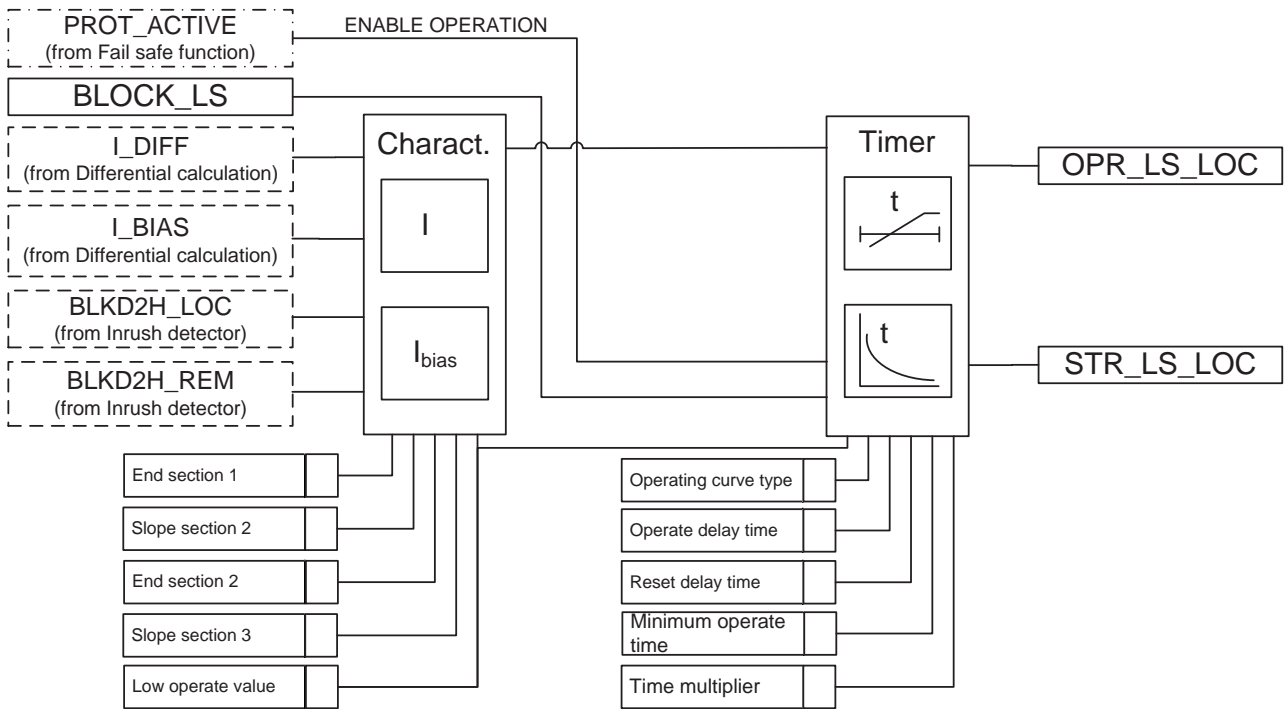 PROT_ACTIVE
(from Fail safe function)
ENABLE OPERATION
BLOCK_LS
I_DIFF
(from Differential calculation)
I_BIAS
(from Differential calculation)
BLKD2H_LOC
(from Inrush detector)
BLKD2H_REM
(from Inrush detector)
Charact.
I
Ibias
Timer
t
t
OPR_LS_LOC
STR_LS_LOC
End section 1
Slope section 2
End section 2
Slope section 3
Low operate value
Operating curve type
Operate delay time
Reset delay time
Minimum operate
time
Time multiplier